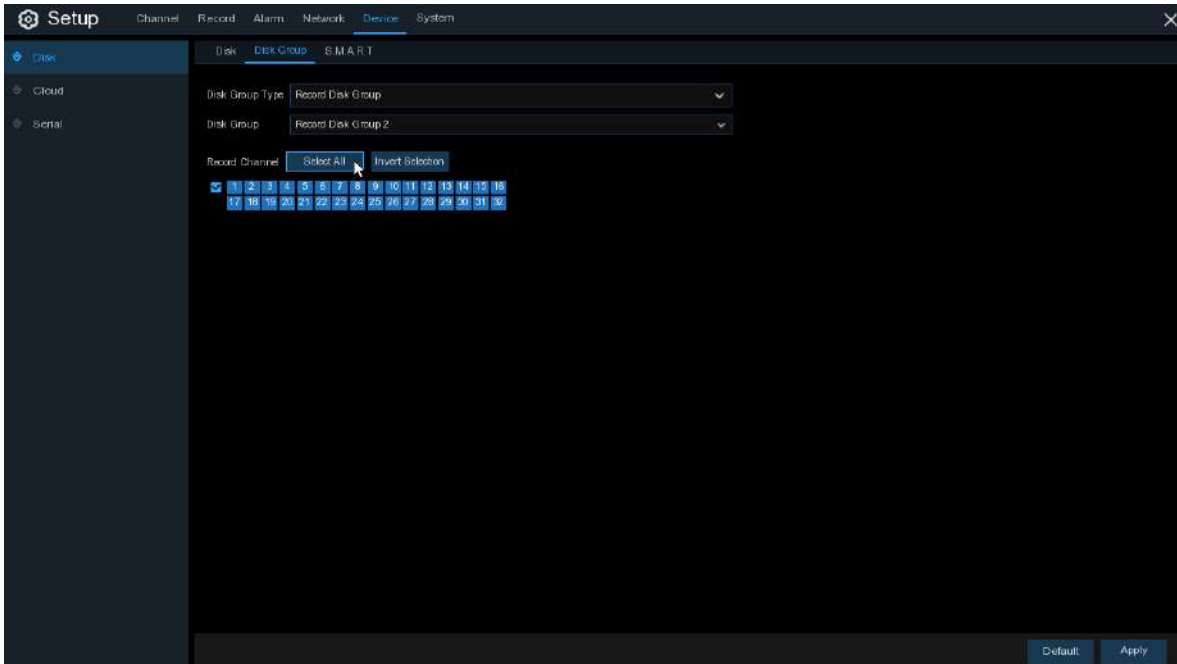 Setup Channel Record Alarm Network Device System
Disk
Cloud
Serial
Disk Disk Group S.M.A.R.T
Disk Group Type Record Disk Group
Disk Group Record Disk Group 2
Record Channel Select All Invert Selection
1 2 3 4 5 6 7 8 9 10 11 12 13 14 15 16
17 18 19 20 21 22 23 24 25 26 27 28 29 30 31 32
Default Apply